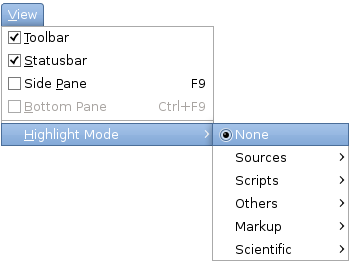 View
Toolbar
Statusbar
Side Pane F9
Bottom Pane Ctrl+F9
Highlight Mode
None
Sources
Scripts
Others
Markup
Scientific